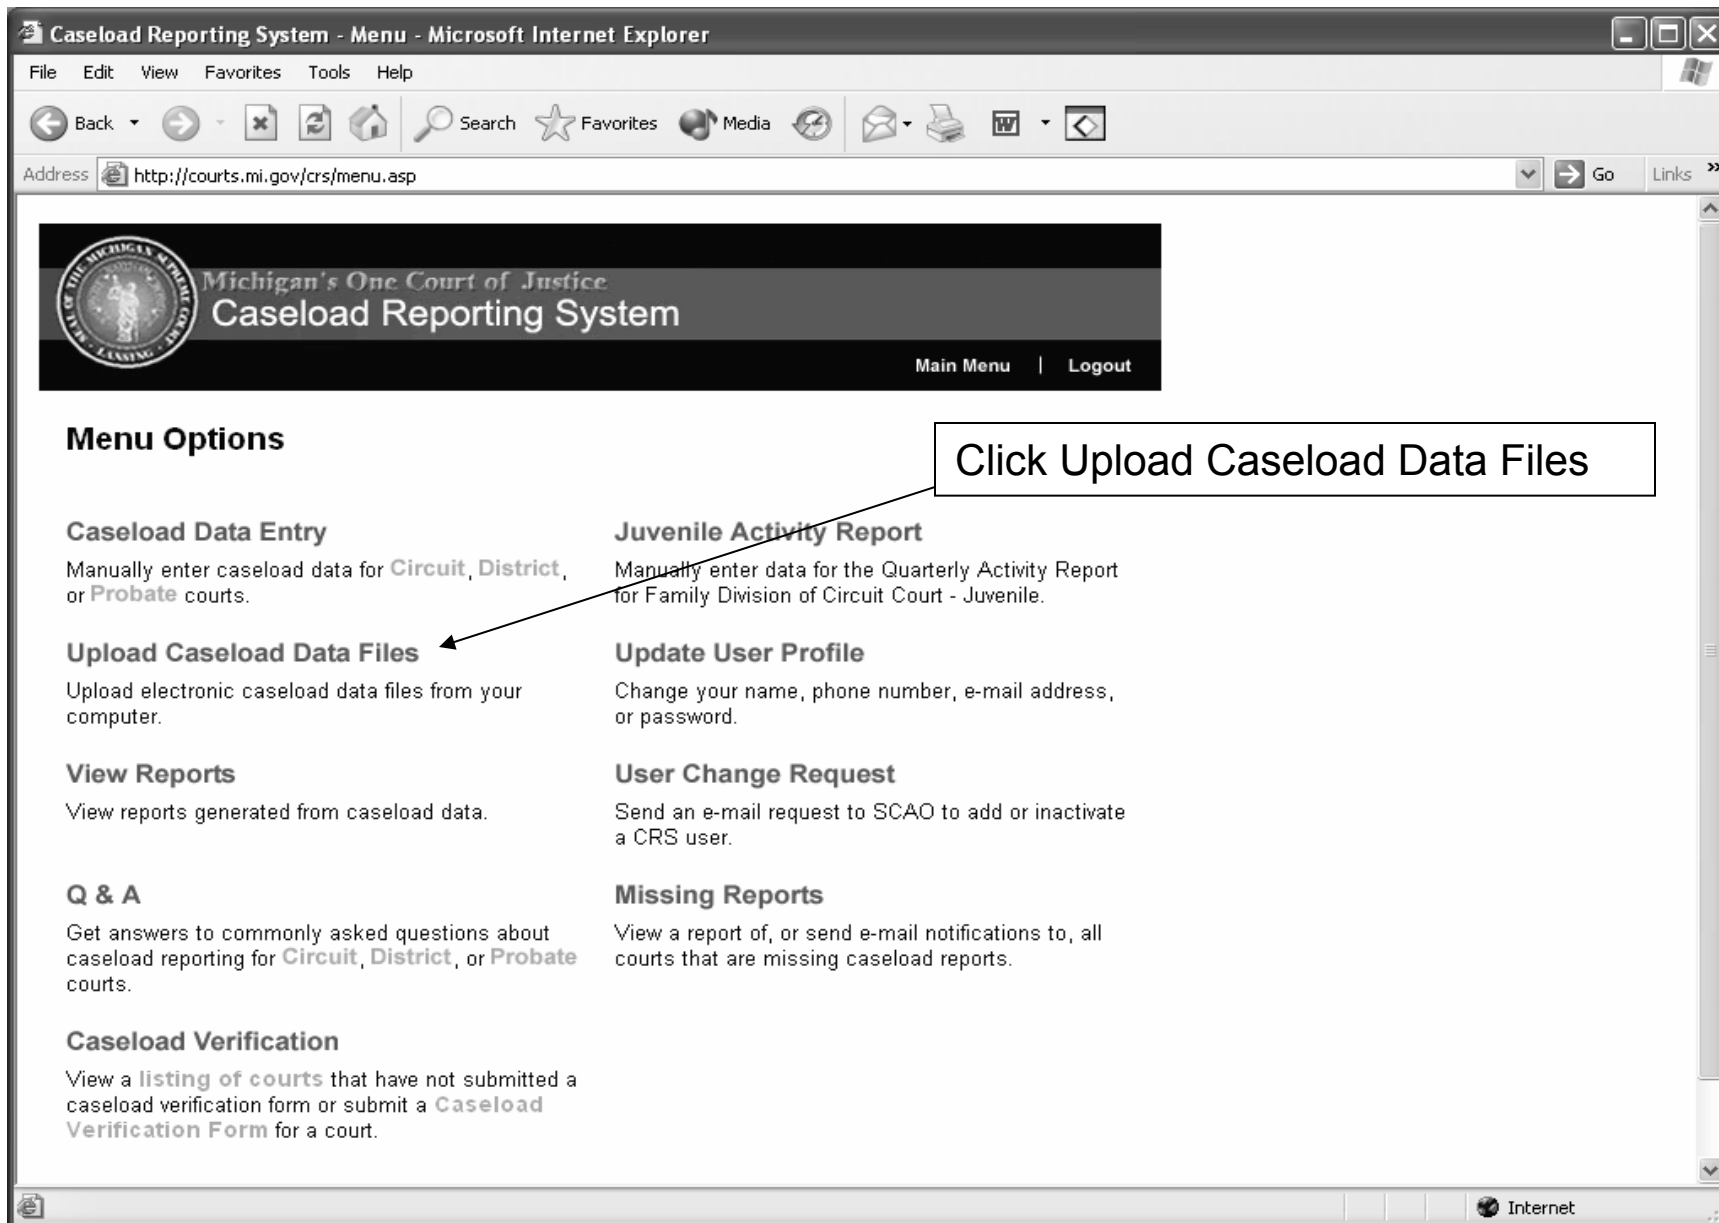 Caseload Reporting System - Menu - Microsoft Internet Explorer
File Edit View Favorites Tools Help
Back Search Favorites Media
Address http://courts.mi.gov/crs/menu.asp Go Links »
SEAL OF THE MICHIGAN SUPREME COURT
LANSING
Michigan's One Court of Justice
Caseload Reporting System
Main Menu | Logout
Menu Options
Click Upload Caseload Data Files
Caseload Data Entry
Manually enter caseload data for Circuit, District,
or Probate courts.
Juvenile Activity Report
Manually enter data for the Quarterly Activity Report
for Family Division of Circuit Court - Juvenile.
Upload Caseload Data Files
Upload electronic caseload data files from your
computer.
Update User Profile
Change your name, phone number, e-mail address,
or password.
View Reports
View reports generated from caseload data.
User Change Request
Send an e-mail request to SCAO to add or inactivate
a CRS user.
Q & A
Get answers to commonly asked questions about
caseload reporting for Circuit, District, or Probate
courts.
Missing Reports
View a report of, or send e-mail notifications to, all
courts that are missing caseload reports.
Caseload Verification
View a listing of courts that have not submitted a
caseload verification form or submit a Caseload
Verification Form for a court.
Internet